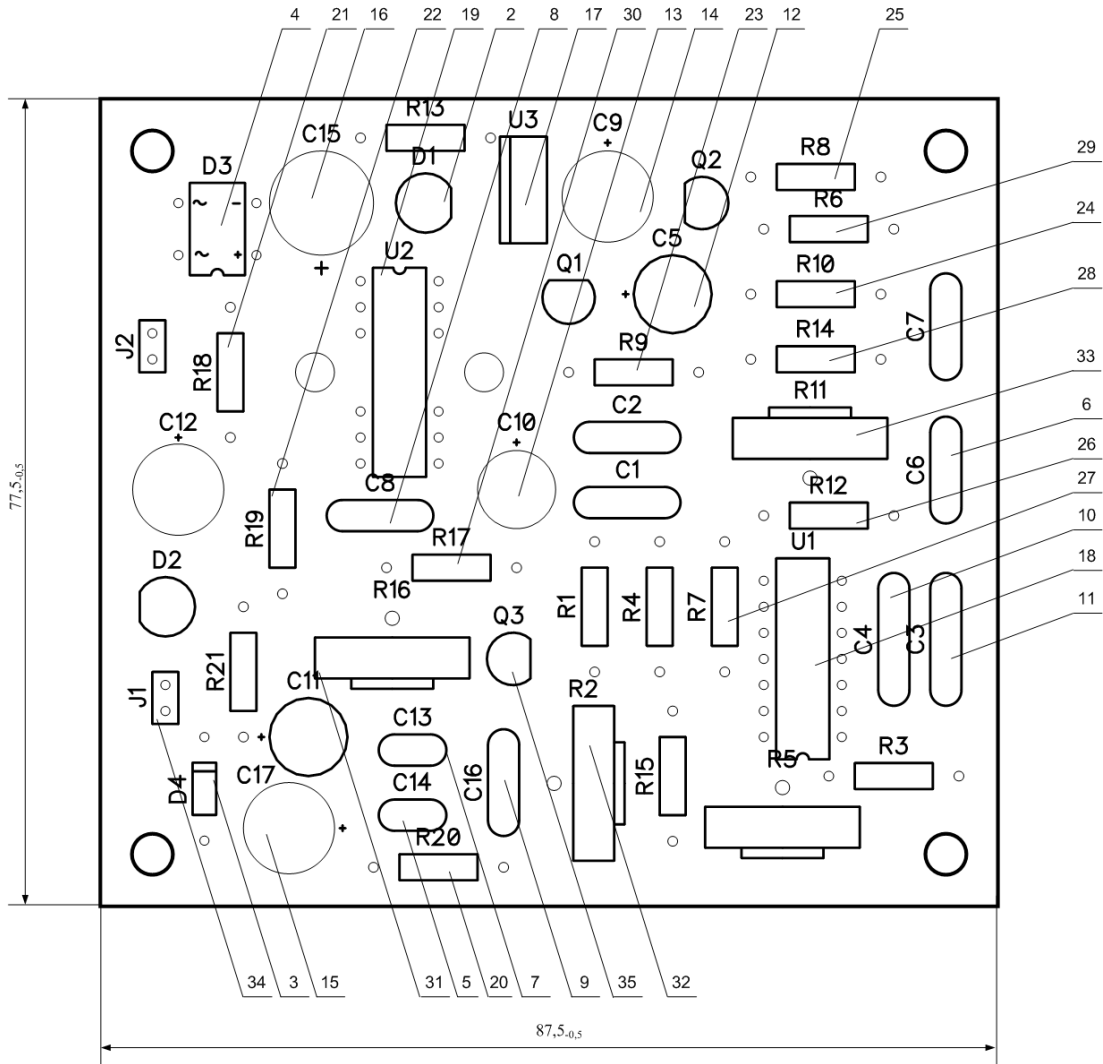 4 21 16 22 19 2 8 17 30 13 14 23 12 25
R13
U3
C9
C15
R8
29
D3
D1
Q2
~ −
R6
24
~ +
U2
C5
+
Q1
R10
28
+
+
C7
J2
R9
R14
33
R18
R11
6
C12
C10
C2
+
+
26
C6
C8
C1
R12
27
77,5-0,5
R19
10
R17
U1
18
D2
R16
R1
R4
R7
11
Q3
C4
C3
R21
J1
C11
R2
+
C13
R3
C17
C16
R15
R5
D4
C14
+
R20
34 3 15 31 5 20 7 9 35 32
87,5-0,5